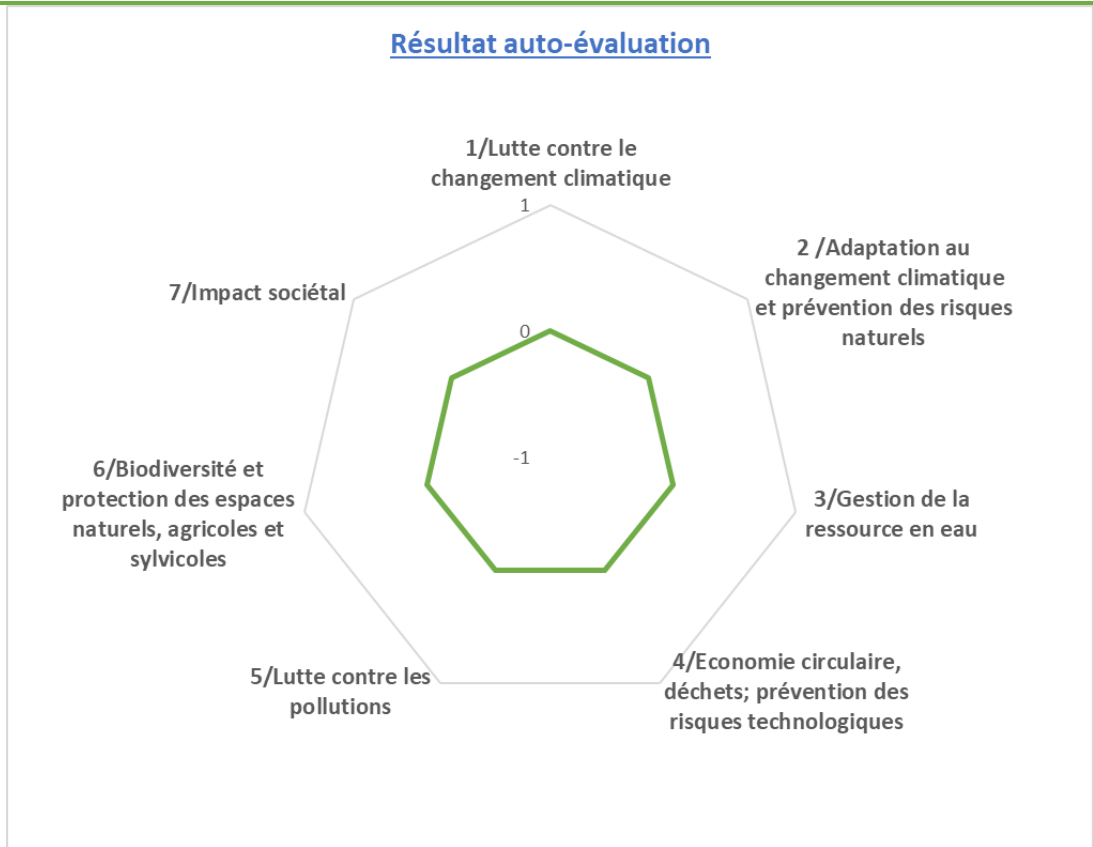 Résultat auto-évaluation
1/Lutte contre le
changement climatique
1
0
-1
2 /Adaptation au
changement climatique
et prévention des risques
naturels
3/Gestion de la
ressource en eau
4/Economie circulaire,
déchets; prévention des
risques technologiques
5/Lutte contre les
pollutions
6/Biodiversité et
protection des espaces
naturels, agricoles et
sylvicoles
7/Impact sociétal